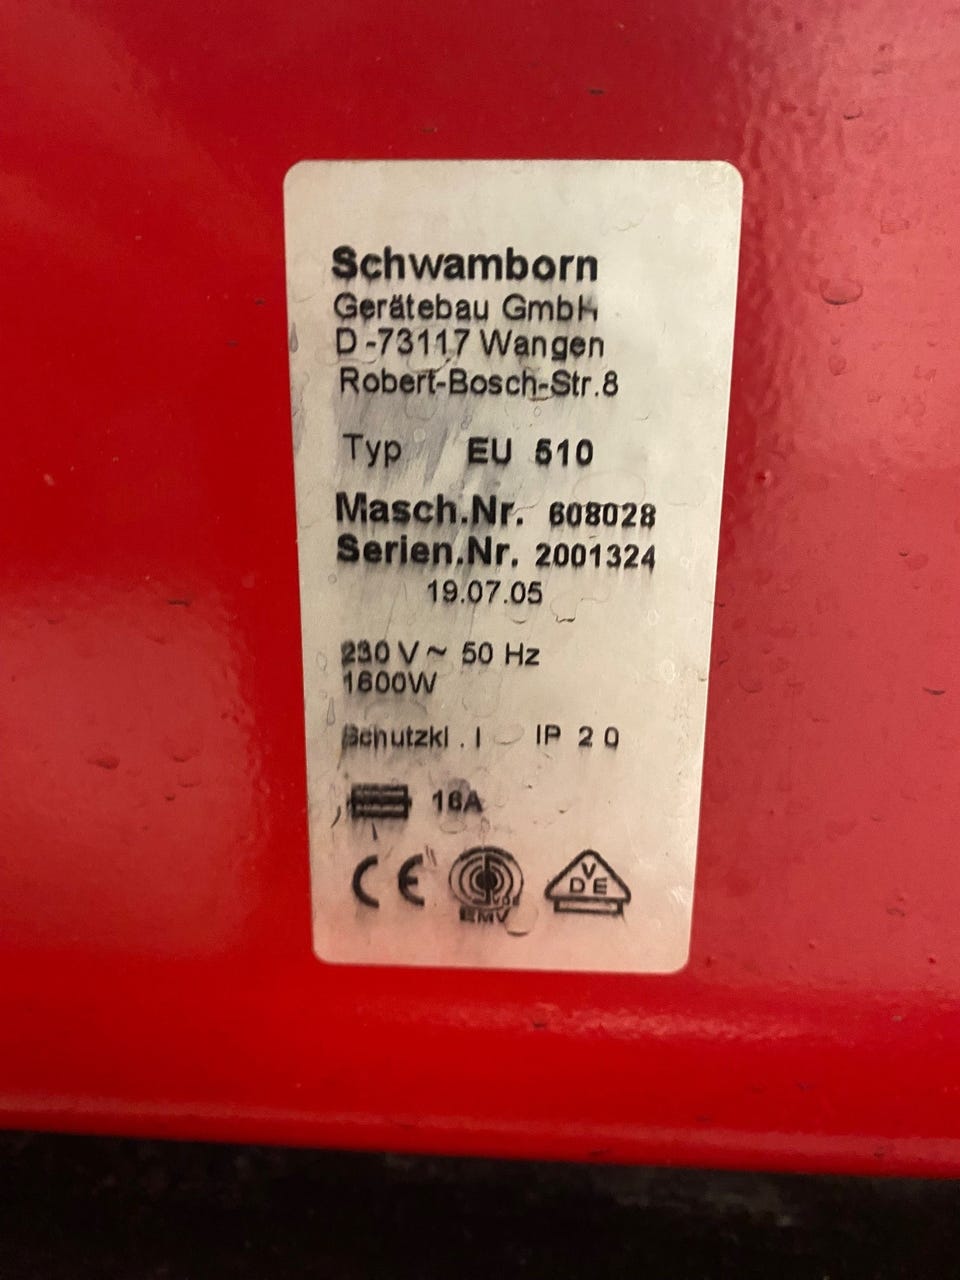 Schwamborn
Gerätebau GmbH
D-73117 Wangen
Robert-Bosch-Str.8
Typ EU 510
Masch.Nr. 608028
Serien.Nr. 2001324
19.07.05
230 V ~ 50 Hz
1600W
Schutzkl. I IP 20
16A
CE VDE EMV VDE